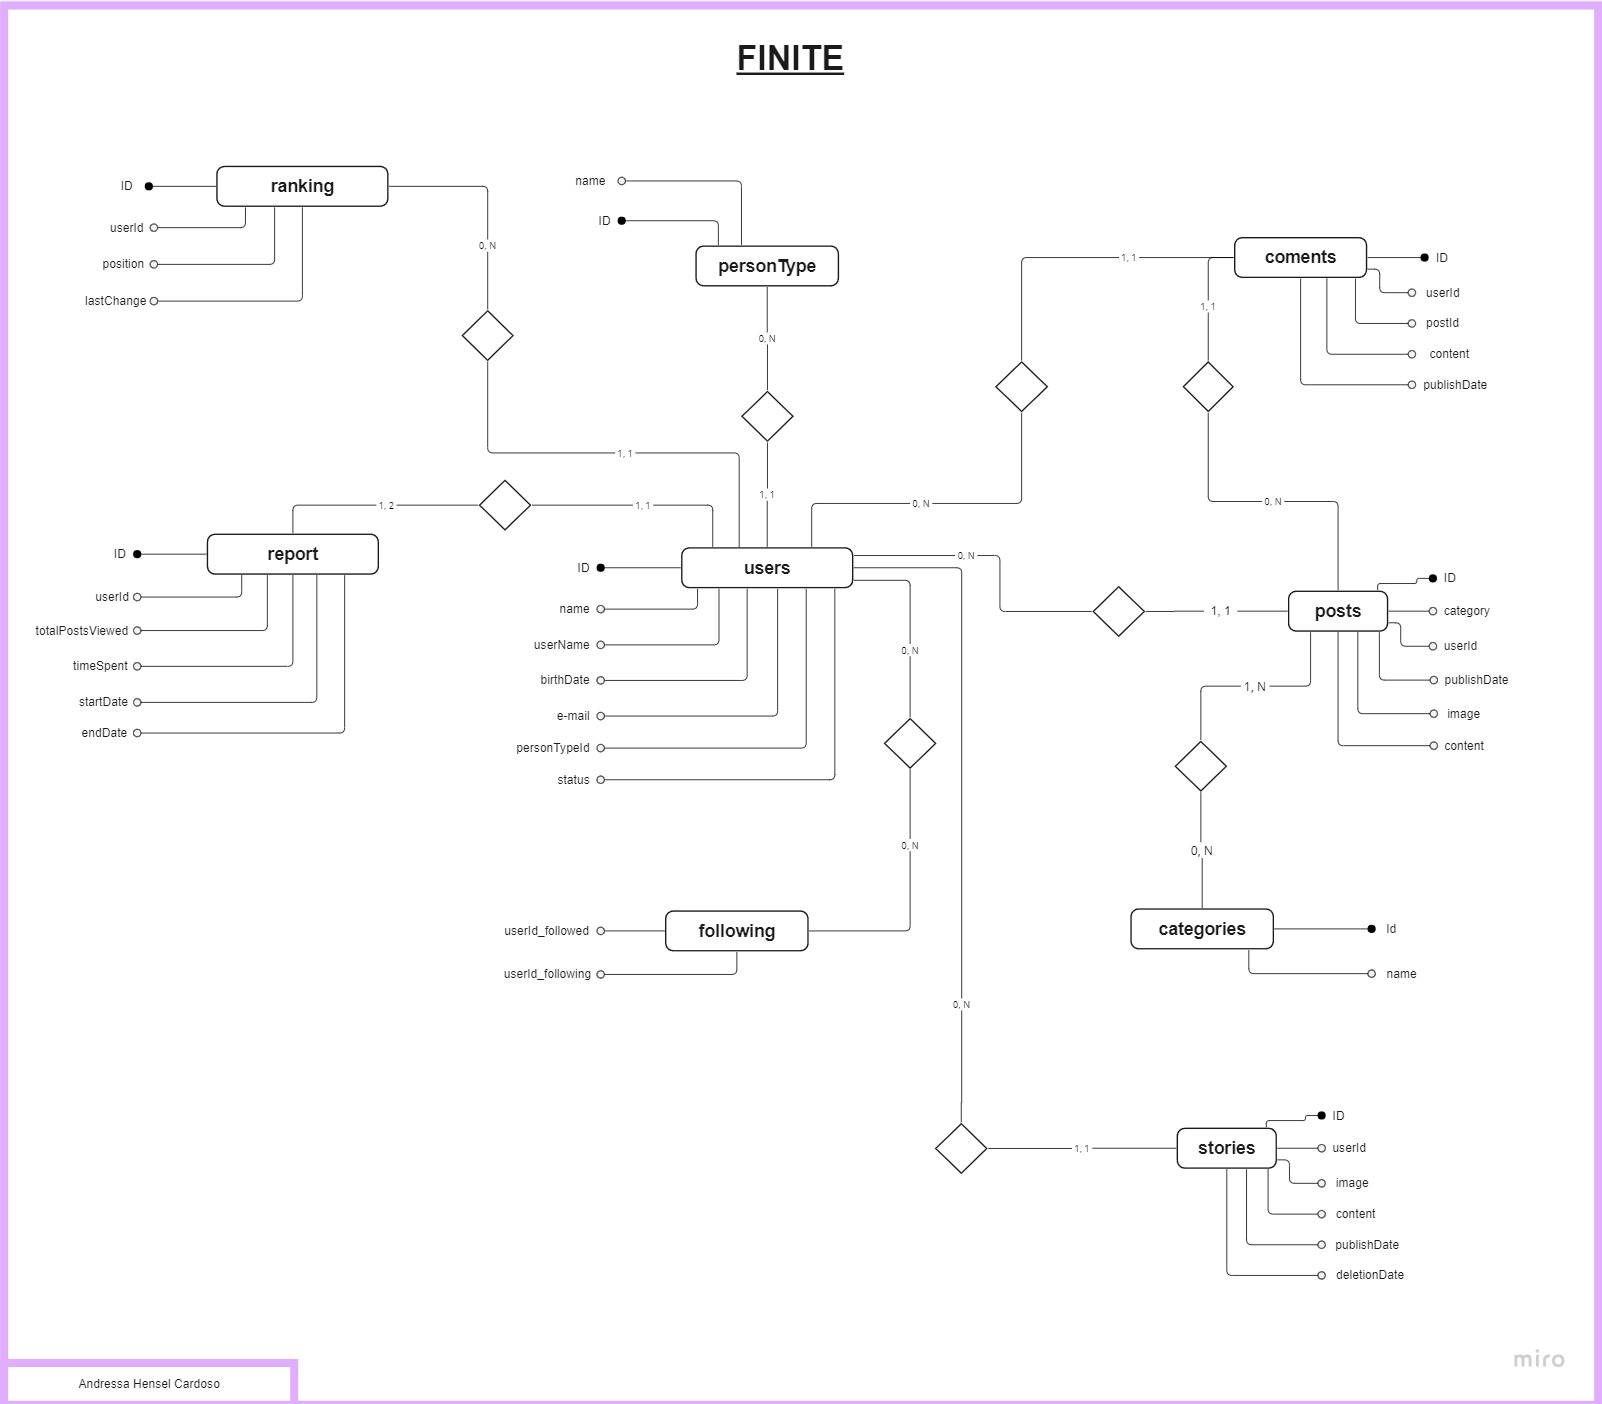 FINITE
ranking
ID
userId
position
lastChange
0, N
1, 1
name
ID
personType
0, N
1, 1
coments
ID
userId
postId
content
publishDate
1, 1
1, 1
0, N
0, N
report
ID
userId
totalPostsViewed
timeSpent
startDate
endDate
1, 2
1, 1
users
ID
name
userName
birthDate
e-mail
personTypeId
status
0, N
1, 1
posts
ID
category
userId
publishDate
image
content
0, N
0, N
following
userId_followed
userId_following
1, N
0, N
categories
Id
name
0, N
1, 1
stories
ID
userId
image
content
publishDate
deletionDate
Andressa Hensel Cardoso
miro